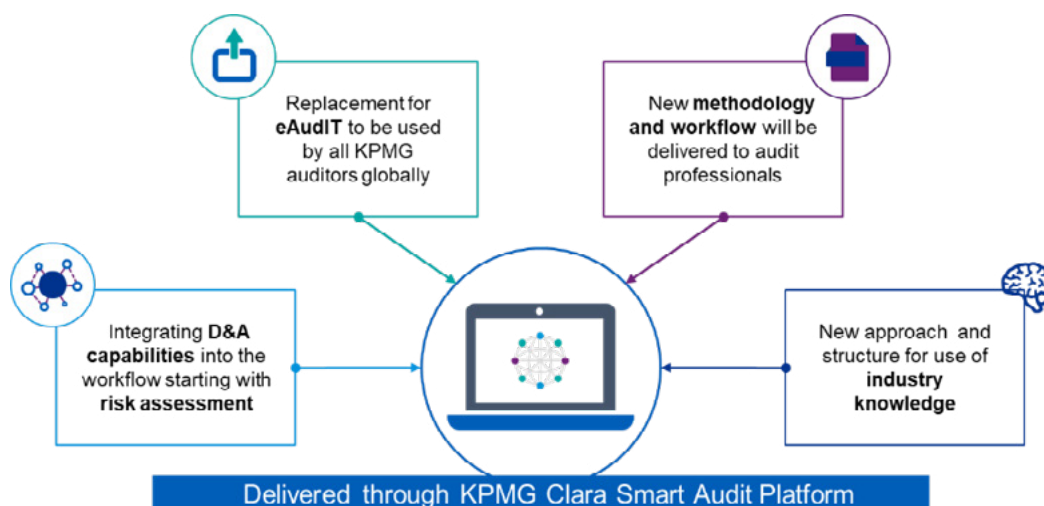 Replacement for
eAudIT to be used
by all KPMG
auditors globally
New methodology
and workflow will be
delivered to audit
professionals
Integrating D&A
capabilities into the
workflow starting with
risk assessment
New approach and
structure for use of
industry
knowledge
Delivered through KPMG Clara Smart Audit Platform